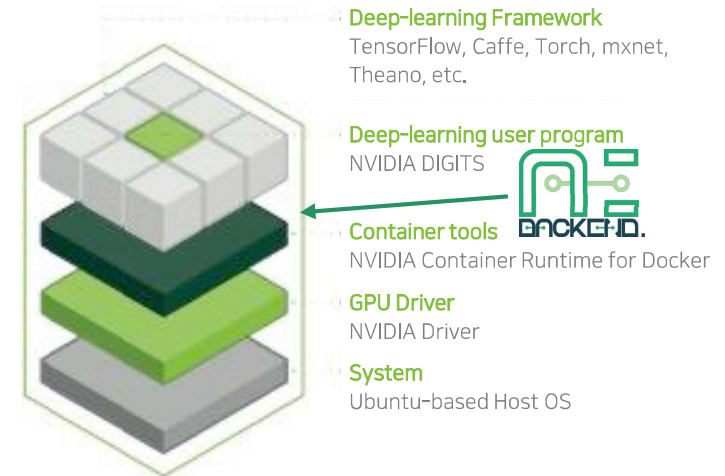 Deep-learning Framework
TensorFlow, Caffe, Torch, mxnet,
Theano, etc.
Deep-learning user program
NVIDIA DIGITS
BACKEND.
Container tools
NVIDIA Container Runtime for Docker
GPU Driver
NVIDIA Driver
System
Ubuntu-based Host OS